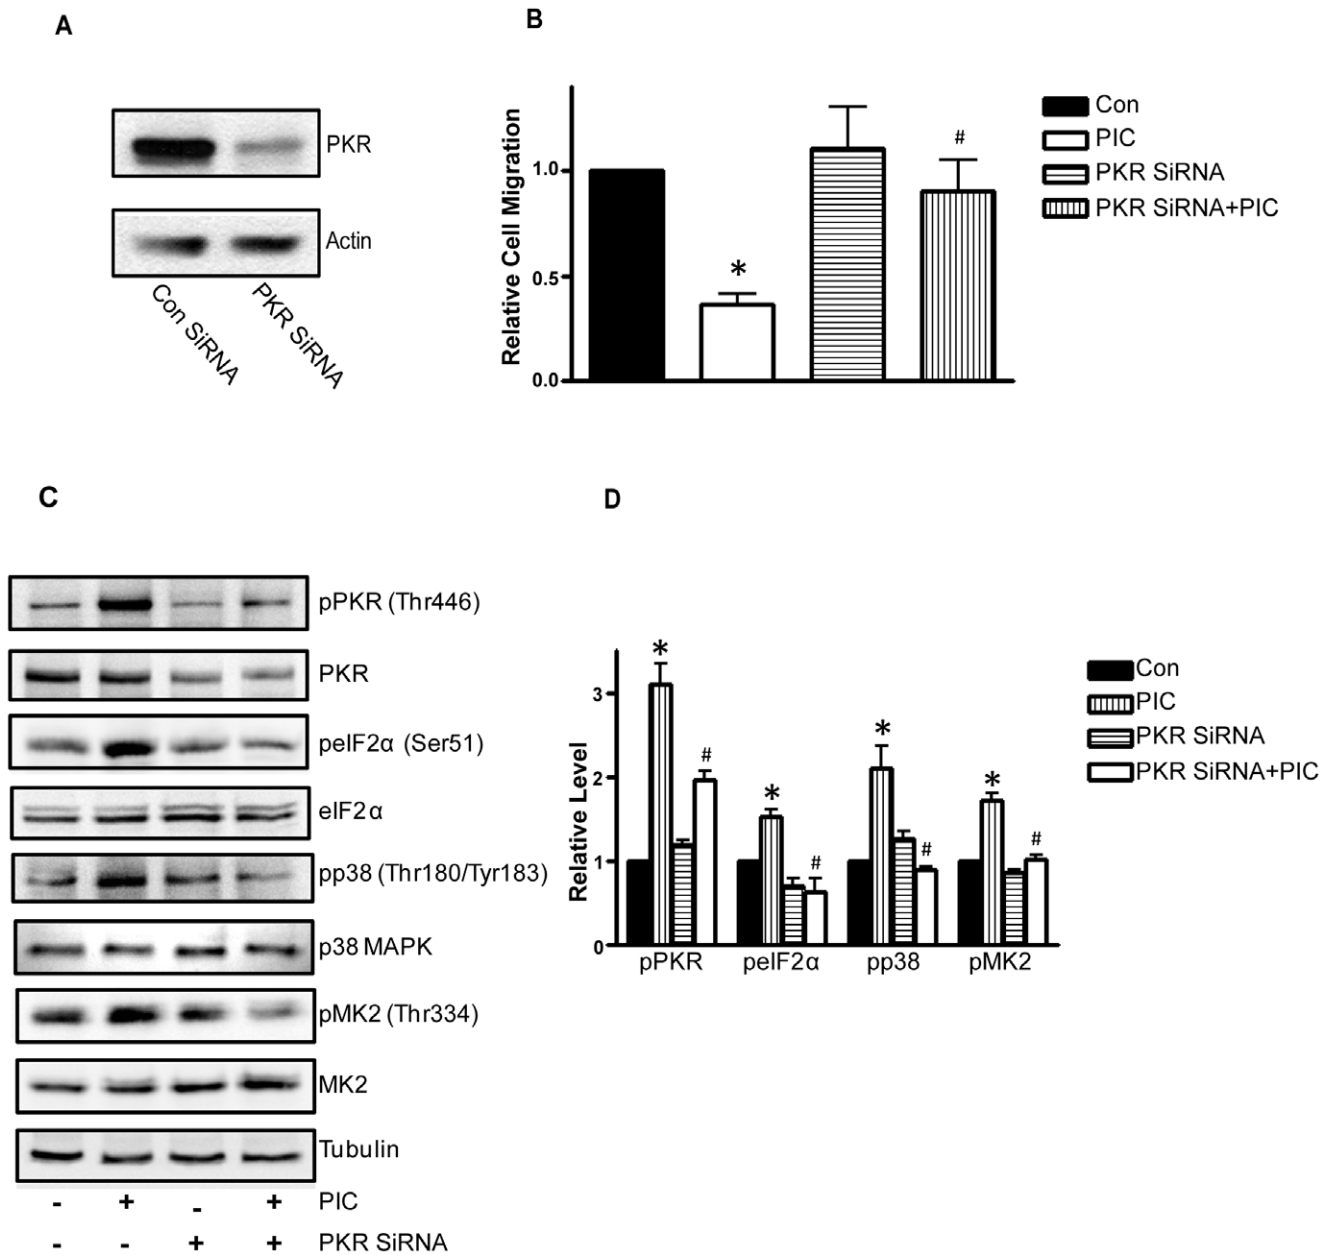 A
PKR
Actin
Con SiRNA
PKR SiRNA
B
Relative Cell Migration
1.0
0.5
0.0
*
#
Con
PIC
PKR SiRNA
PKR SiRNA+PIC
C
pPKR (Thr446)
PKR
peIF2α (Ser51)
eIF2α
pp38 (Thr180/Tyr183)
p38 MAPK
pMK2 (Thr334)
MK2
Tubulin
- + - + PIC
- - + + PKR SiRNA
D
Relative Level
3
2
1
0
* # * # * # * #
pPKR peIF2α pp38 pMK2
Con
PIC
PKR SiRNA
PKR SiRNA+PIC